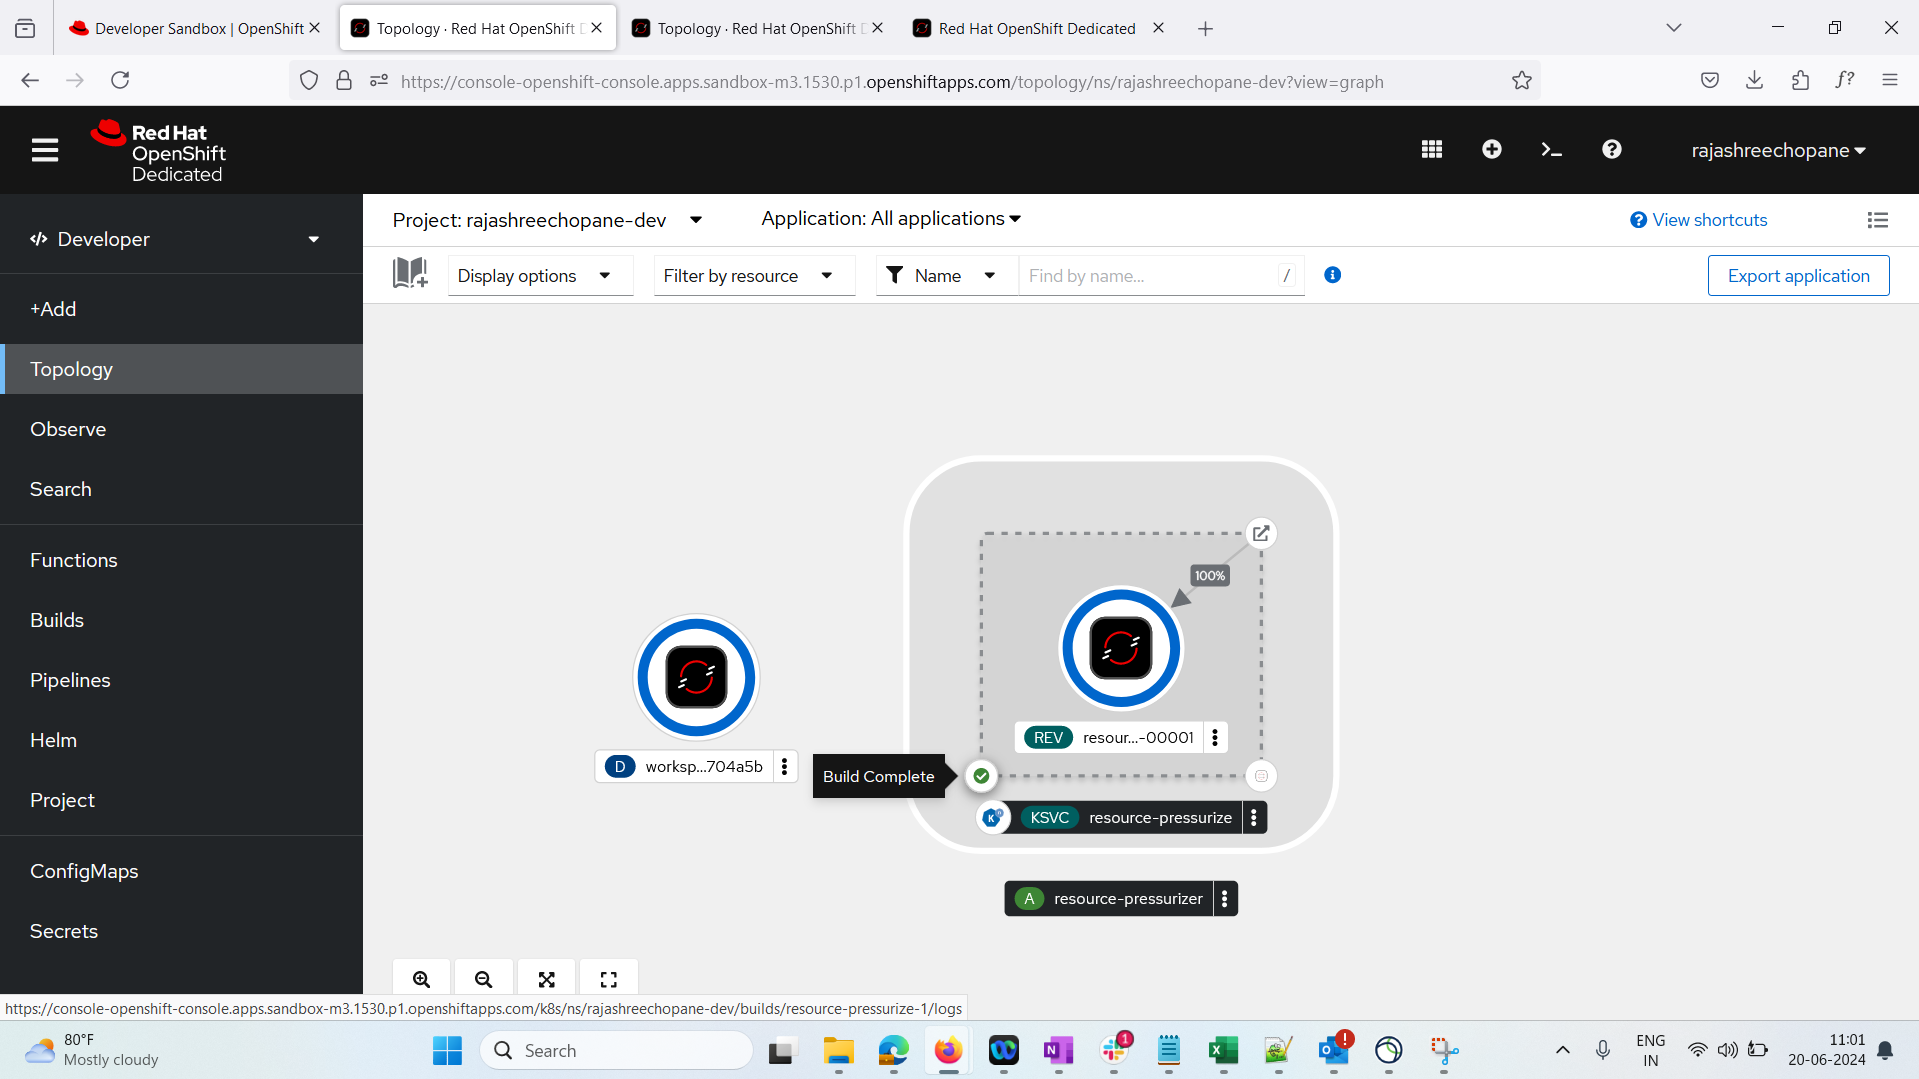 Developer Sandbox | OpenShift
Topology · Red Hat OpenShift D
Topology · Red Hat OpenShift D
Red Hat OpenShift Dedicated
https://console-openshift-console.apps.sandbox-m3.1530.p1.openshiftapps.com/topology/ns/rajashreechopane-dev?view=graph
Red Hat
OpenShift
Dedicated
rajashreechopane
Developer
+Add
Topology
Observe
Search
Functions
Builds
Pipelines
Helm
Project
ConfigMaps
Secrets
Project: rajashreechopane-dev
Application: All applications
View shortcuts
Display options
Filter by resource
Name
Find by name...
/
Export application
100%
REV resour...-00001
D worksp...704a5b
Build Complete
KSVC resource-pressurize
A resource-pressurizer
https://console-openshift-console.apps.sandbox-m3.1530.p1.openshiftapps.com/k8s/ns/rajashreechopane-dev/builds/resource-pressurize-1/logs
80°F
Mostly cloudy
Search
1
ENG
IN
11:01
20-06-2024